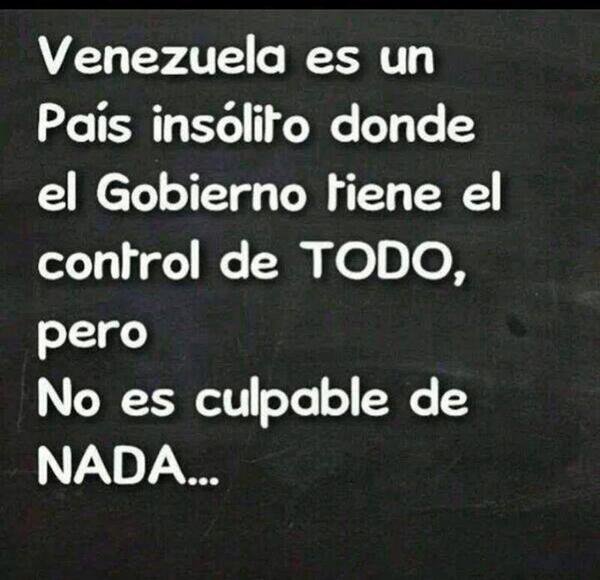 Venezuela es un
País insólito donde
el Gobierno tiene el
control de TODO,
pero
No es culpable de
NADA...